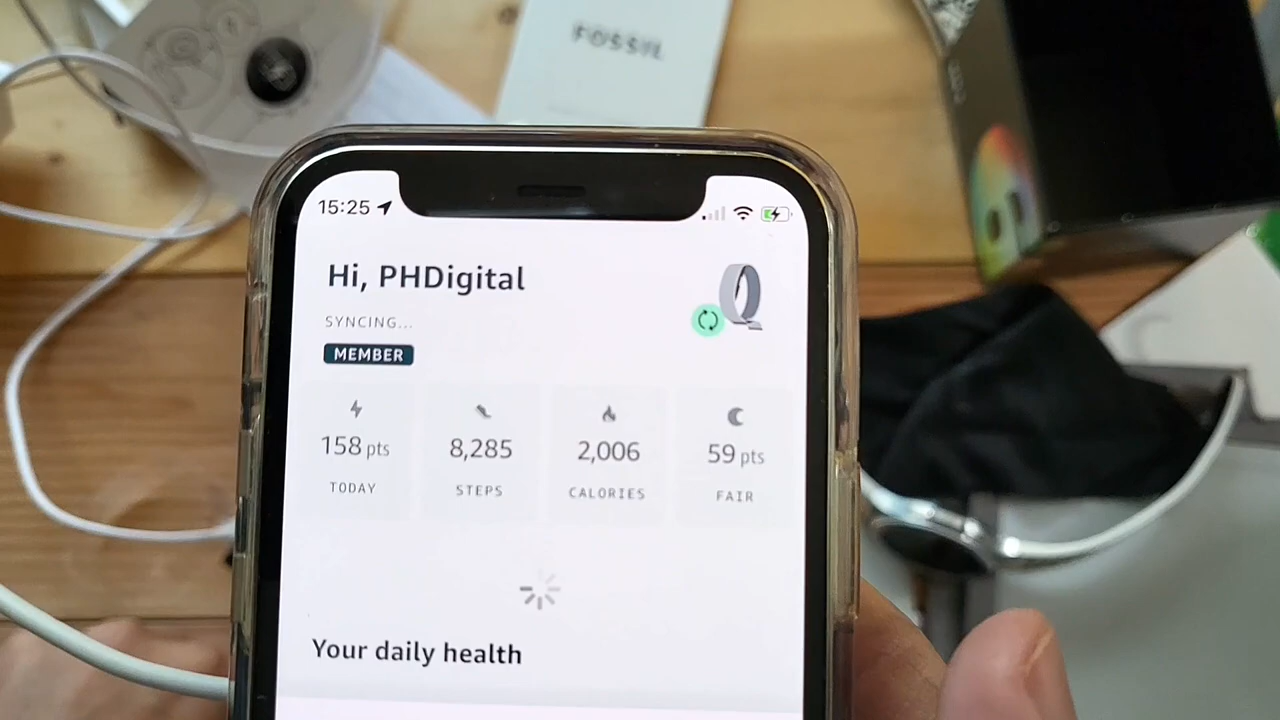 FOSSIL
15:25
Hi, PHDigital
SYNCING...
MEMBER
158 pts
8,285
2,006
59 pts
TODAY
STEPS
CALORIES
FAIR
Your daily health